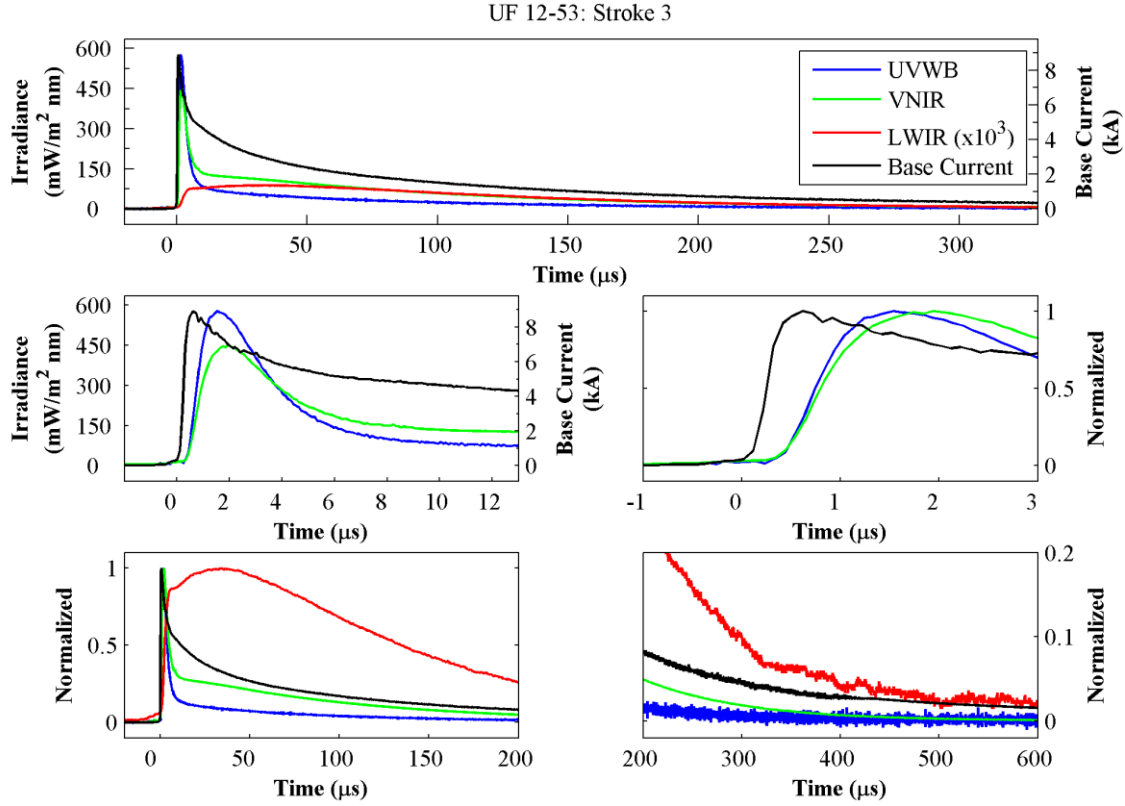 UF 12-53: Stroke 3
600
450
300
150
0
Irradiance
(mW/m² nm)
8
6
4
2
0
Base Current
(kA)
UVWB
VNIR
LWIR (x10³)
Base Current
0 50 100 150 200 250 300
Time (μs)
600
450
300
150
0
Irradiance
(mW/m² nm)
8
6
4
2
0
Base Current
(kA)
0 2 4 6 8 10 12
Time (μs)
1
0.5
0
Normalized
-1 0 1 2 3
Time (μs)
1
0.5
0
Normalized
0 50 100 150 200
Time (μs)
0.2
0.1
0
Normalized
200 300 400 500 600
Time (μs)